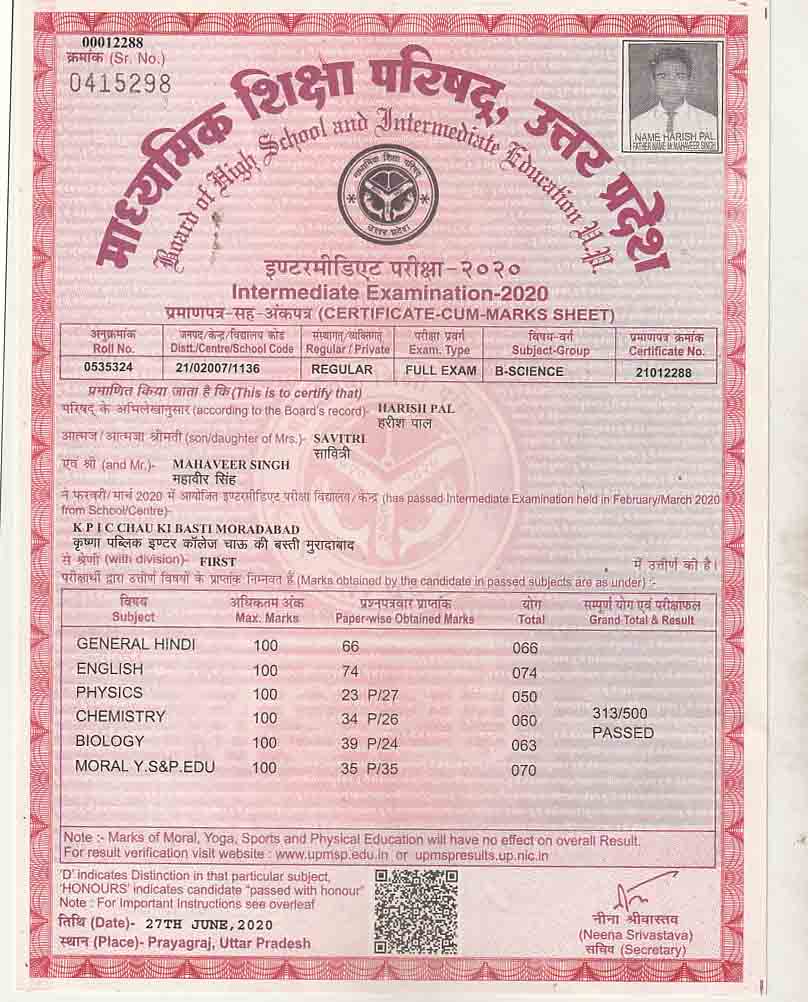 00012288
क्रमांक (Sr. No.)
0415298
माध्यमिक शिक्षा परिषद्, उत्तर प्रदेश
Board of High School and Intermediate Education U.P.
माध्यमिक शिक्षा परिषद्
उत्तर प्रदेश
NAME HARISH PAL
FATHER NAME M.MAHAVEER SINGH
इण्टरमीडिएट परीक्षा-२०२०
Intermediate Examination-2020
प्रमाणपत्र-सह-अंकपत्र (CERTIFICATE-CUM-MARKS SHEET)
अनुक्रमांक जनपद/केन्द्र/विद्यालय कोड संस्थागत/व्यक्तिगत परीक्षा प्रवर्ग विषय-वर्ग प्रमाणपत्र क्रमांक
Roll No. Distt./Centre/School Code Regular / Private Exam. Type Subject-Group Certificate No.
0535324 21/02007/1136 REGULAR FULL EXAM B-SCIENCE 21012288
प्रमाणित किया जाता है कि (This is to certify that)
परिषद् के अभिलेखानुसार (according to the Board's record)- HARISH PAL
हरीश पाल
आत्मज/आत्मजा श्रीमती (son/daughter of Mrs.)- SAVITRI
सावित्री
एवं श्री (and Mr.)- MAHAVEER SINGH
महावीर सिंह
ने फरवरी/मार्च 2020 में आयोजित इण्टरमीडिएट परीक्षा विद्यालय/केन्द्र (has passed Intermediate Examination held in February/March 2020
from School/Centre)-
K P I C CHAU KI BASTI MORADABAD
कृष्णा पब्लिक इण्टर कॉलेज चाऊ की बस्ती मुरादाबाद
से श्रेणी (with division)- FIRST में उत्तीर्ण की है।
परीक्षार्थी द्वारा उत्तीर्ण विषयों के प्राप्तांक निम्नवत हैं (Marks obtained by the candidate in passed subjects are as under) :-
विषय अधिकतम अंक प्रश्नपत्रवार प्राप्तांक योग सम्पूर्ण योग एवं परीक्षाफल
Subject Max. Marks Paper-wise Obtained Marks Total Grand Total & Result
GENERAL HINDI 100 66 066
ENGLISH 100 74 074
PHYSICS 100 23 P/27 050
CHEMISTRY 100 34 P/26 060 313/500
BIOLOGY 100 39 P/24 063 PASSED
MORAL Y.S&P.EDU 100 35 P/35 070
Note :- Marks of Moral, Yoga, Sports and Physical Education will have no effect on overall Result.
For result verification visit website : www.upmsp.edu.in or upmspresults.up.nic.in
'D' indicates Distinction in that particular subject,
'HONOURS' indicates candidate "passed with honour"
Note : For Important Instructions see overleaf
तिथि (Date)- 27TH JUNE,2020
स्थान (Place)- Prayagraj, Uttar Pradesh
नीना श्रीवास्तव
(Neena Srivastava)
सचिव (Secretary)